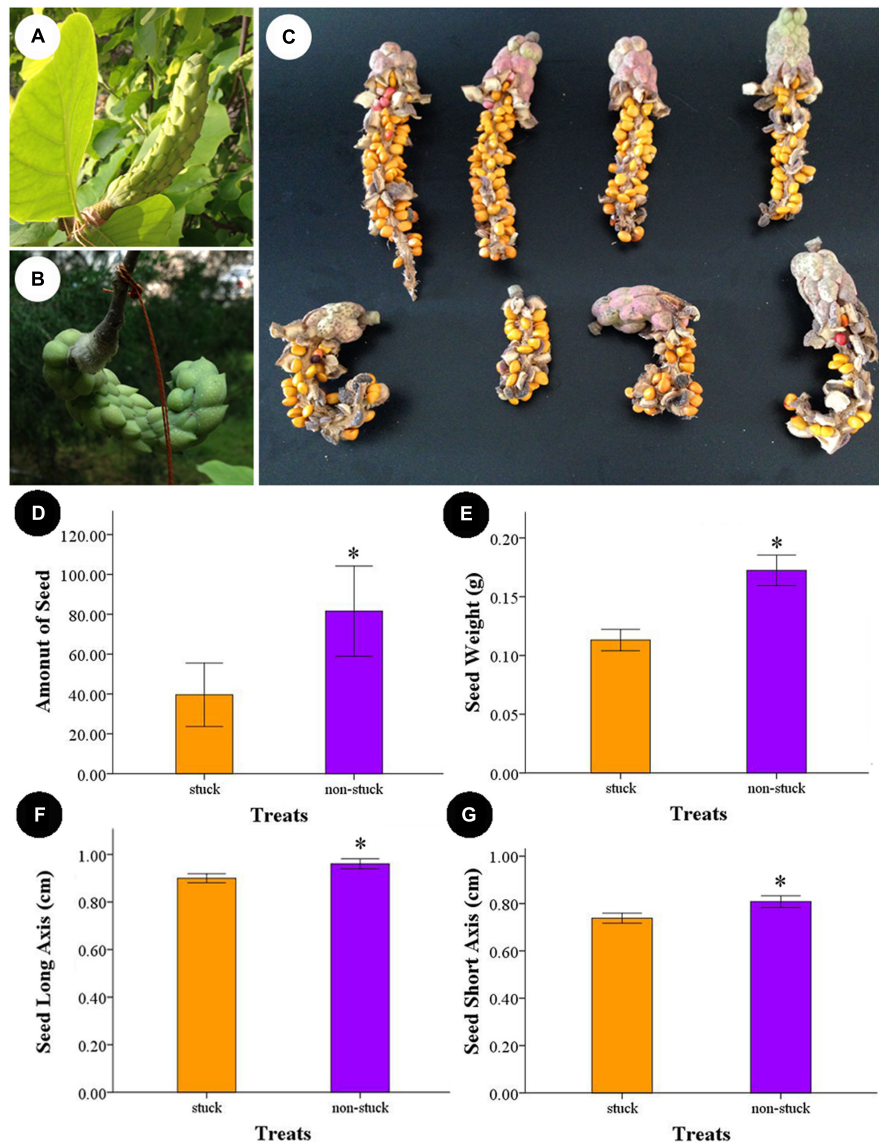 A
B
C
D
120.00
100.00
80.00
60.00
40.00
20.00
0.00
Amonut of Seed
*
stuck
non-stuck
Treats
E
0.20
0.15
0.10
0.05
0.00
Seed Weight (g)
*
stuck
non-stuck
Treats
F
1.00
0.80
0.60
0.40
0.20
0.00
Seed Long Axis (cm)
*
stuck
non-stuck
Treats
G
1.00
0.80
0.60
0.40
0.20
0.00
Seed Short Axis (cm)
*
stuck
non-stuck
Treats